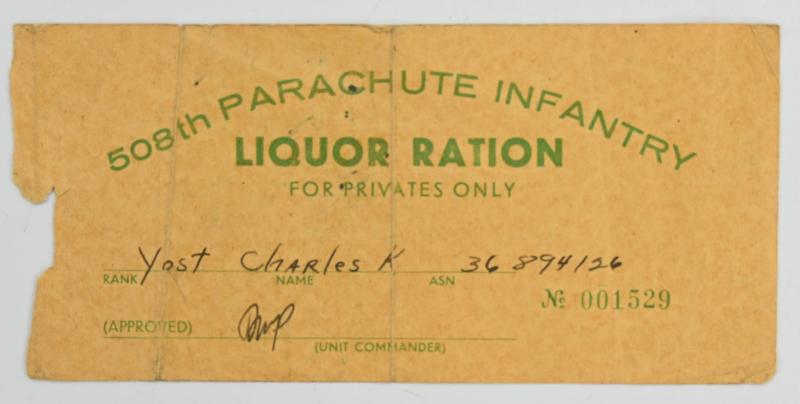 508th PARACHUTE INFANTRY
LIQUOR RATION
FOR PRIVATES ONLY
Yost Charles K 36 894126
RANK NAME ASN
№ 001529
(APPROVED)
(UNIT COMMANDER)